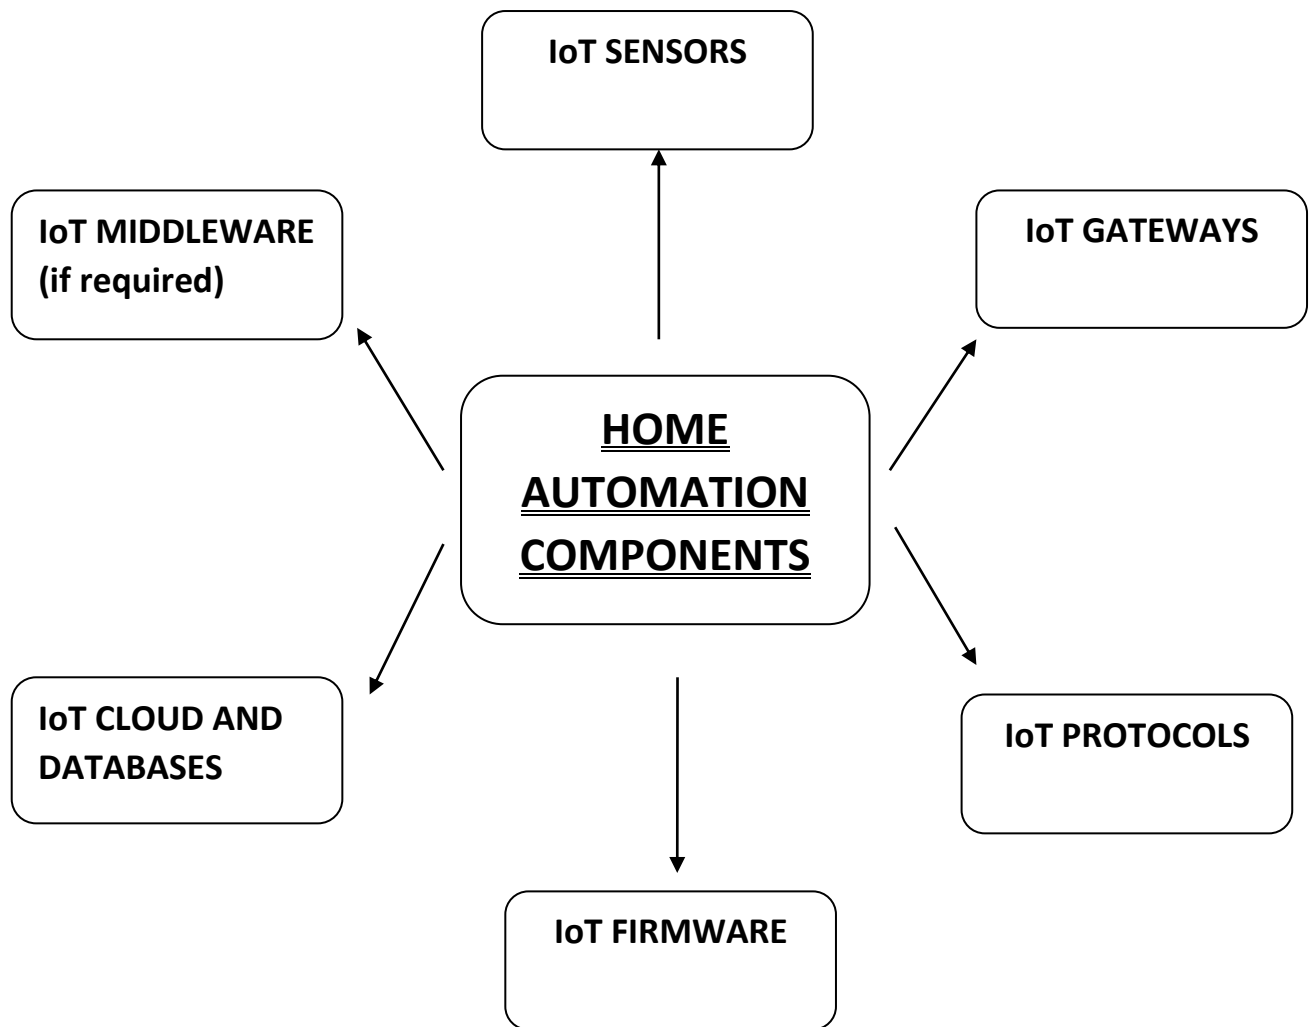 IoT SENSORS
IoT MIDDLEWARE
(if required)
IoT GATEWAYS
HOME
AUTOMATION
COMPONENTS
IoT CLOUD AND
DATABASES
IoT PROTOCOLS
IoT FIRMWARE